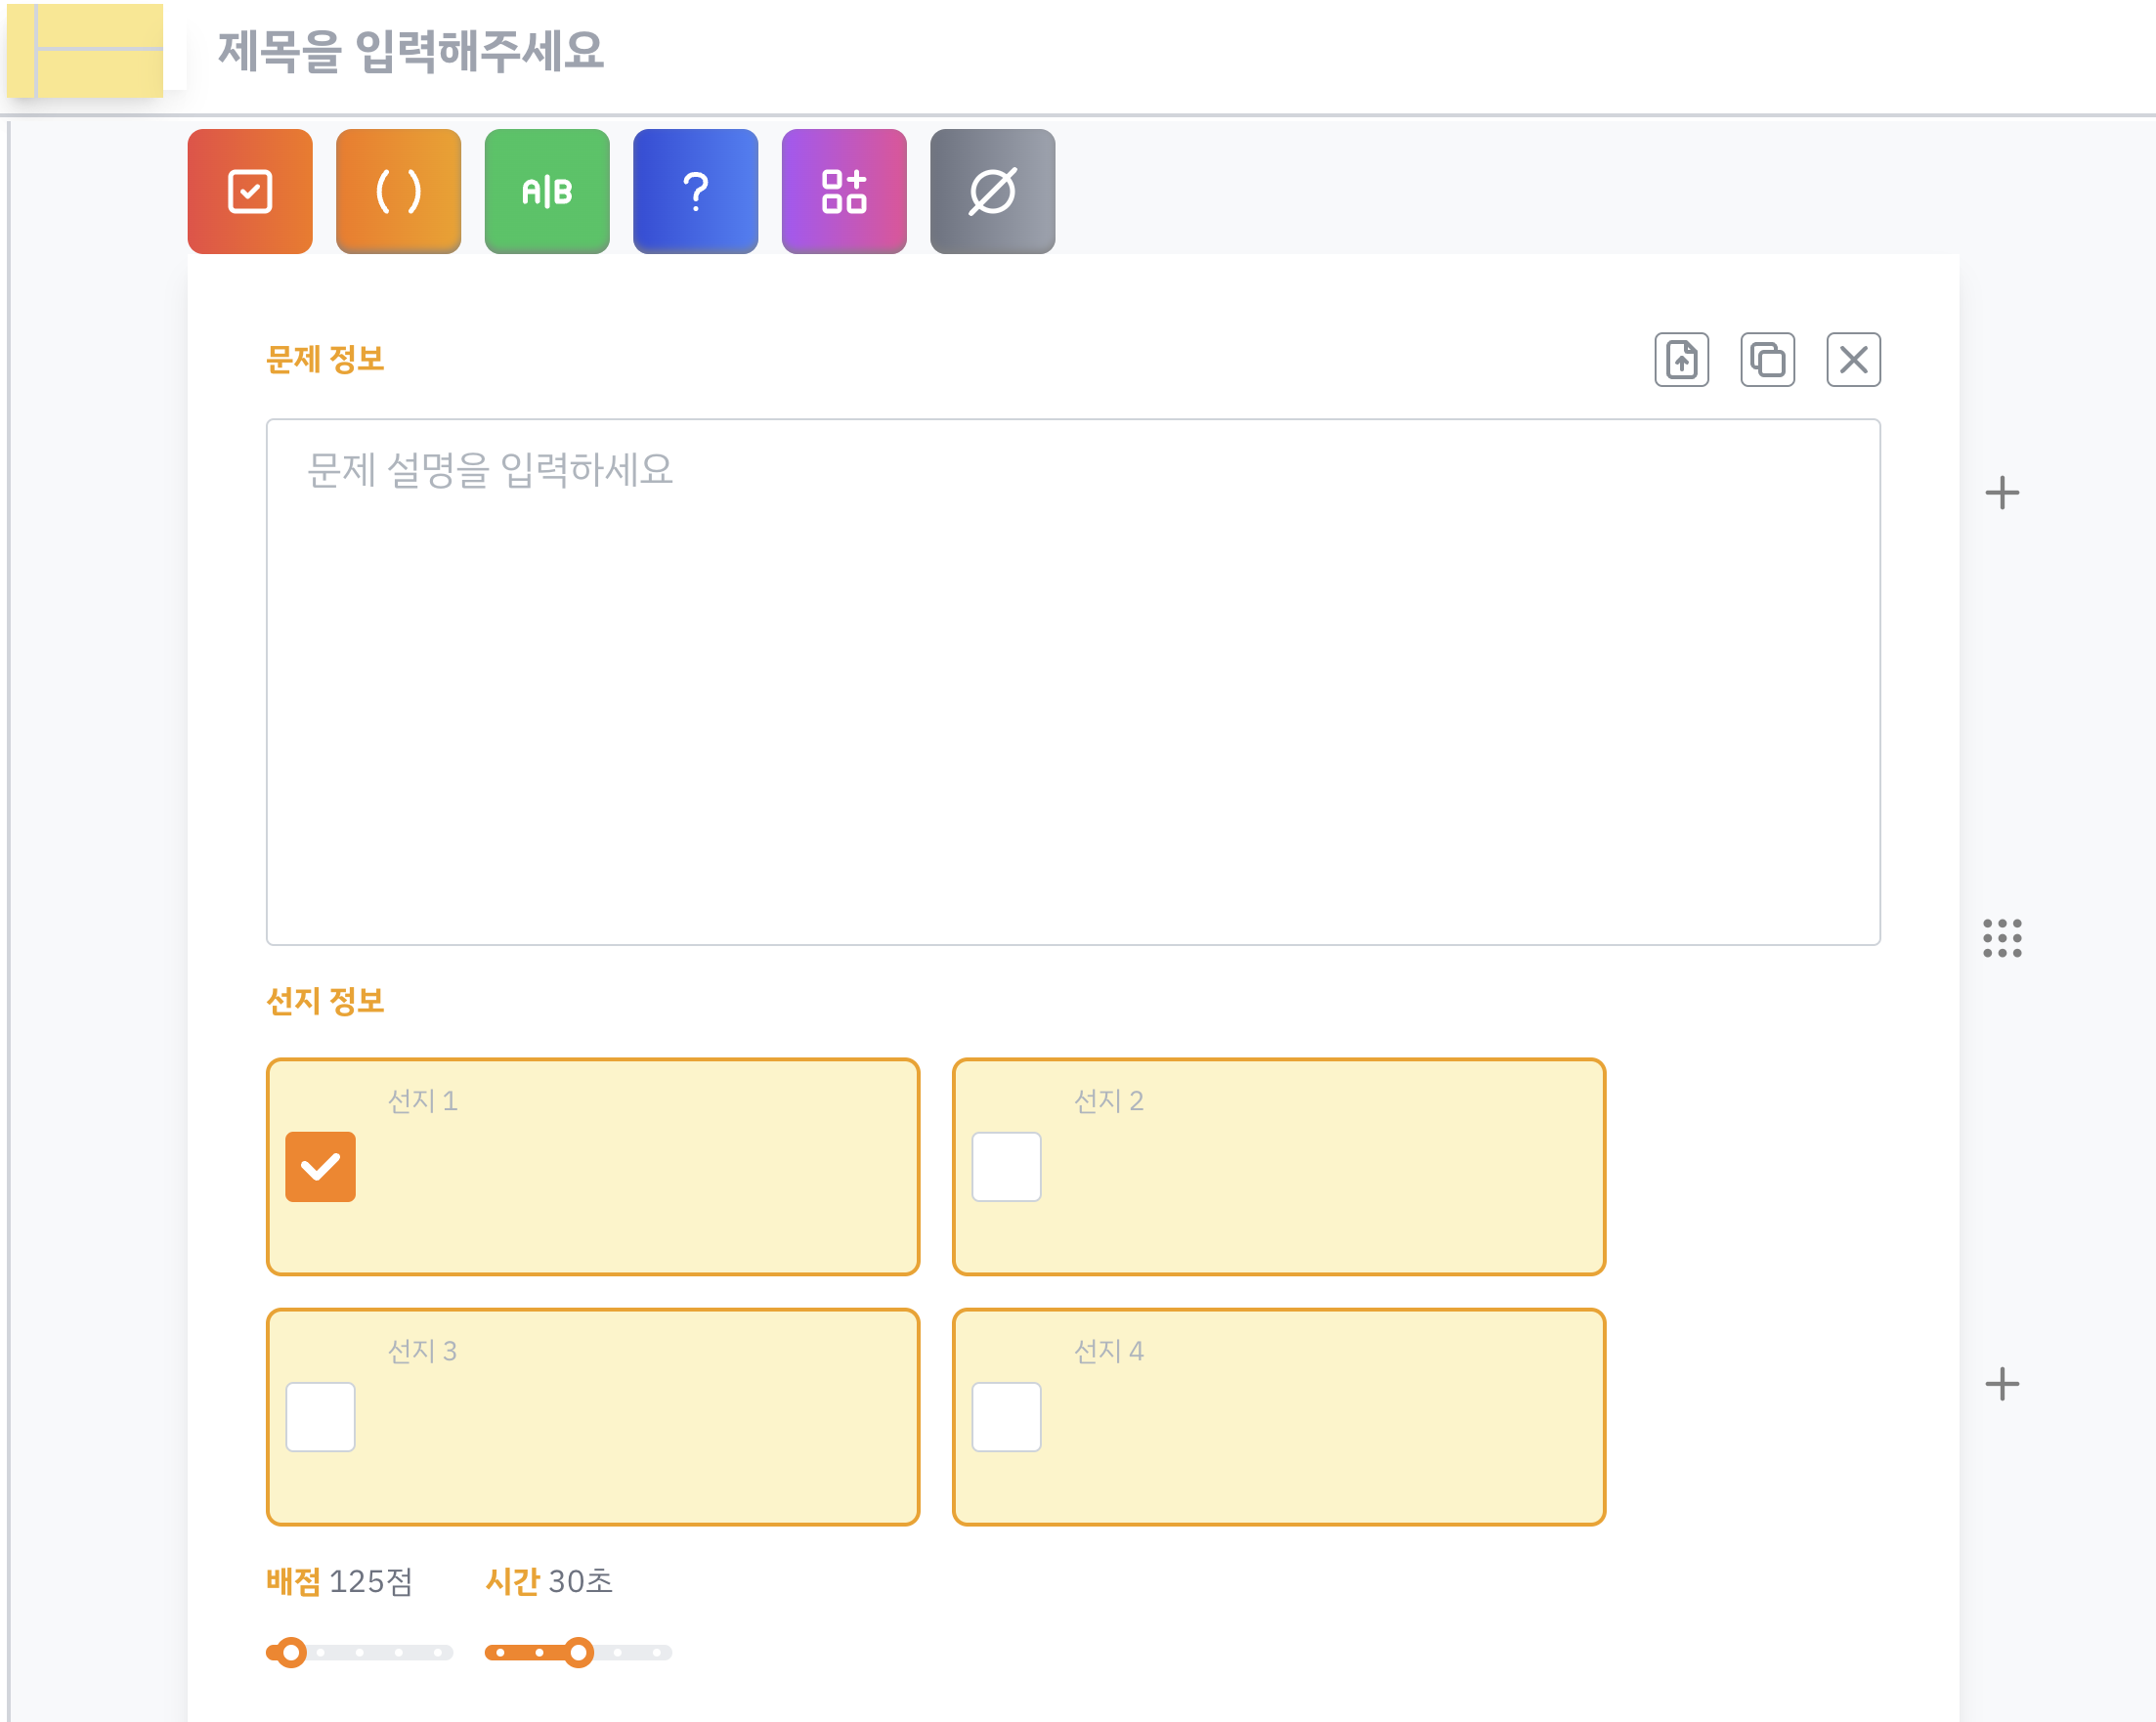 제목을 입력해주세요
( )
A|B
?
문제 정보
문제 설명을 입력하세요
선지 정보
선지 1
선지 2
선지 3
선지 4
배점 125점 시간 30초